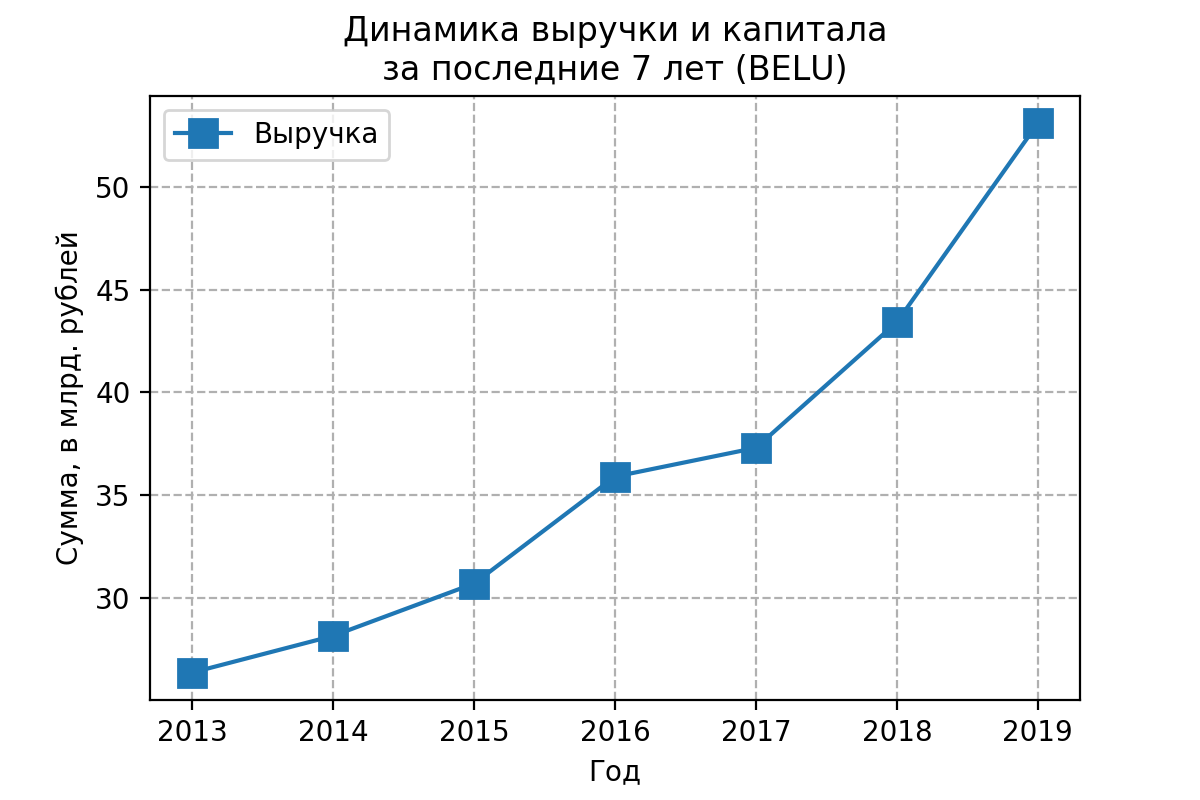 Динамика выручки и капитала
за последние 7 лет (BELU)
Выручка
Сумма, в млрд. рублей
50
45
40
35
30
2013 2014 2015 2016 2017 2018 2019
Год